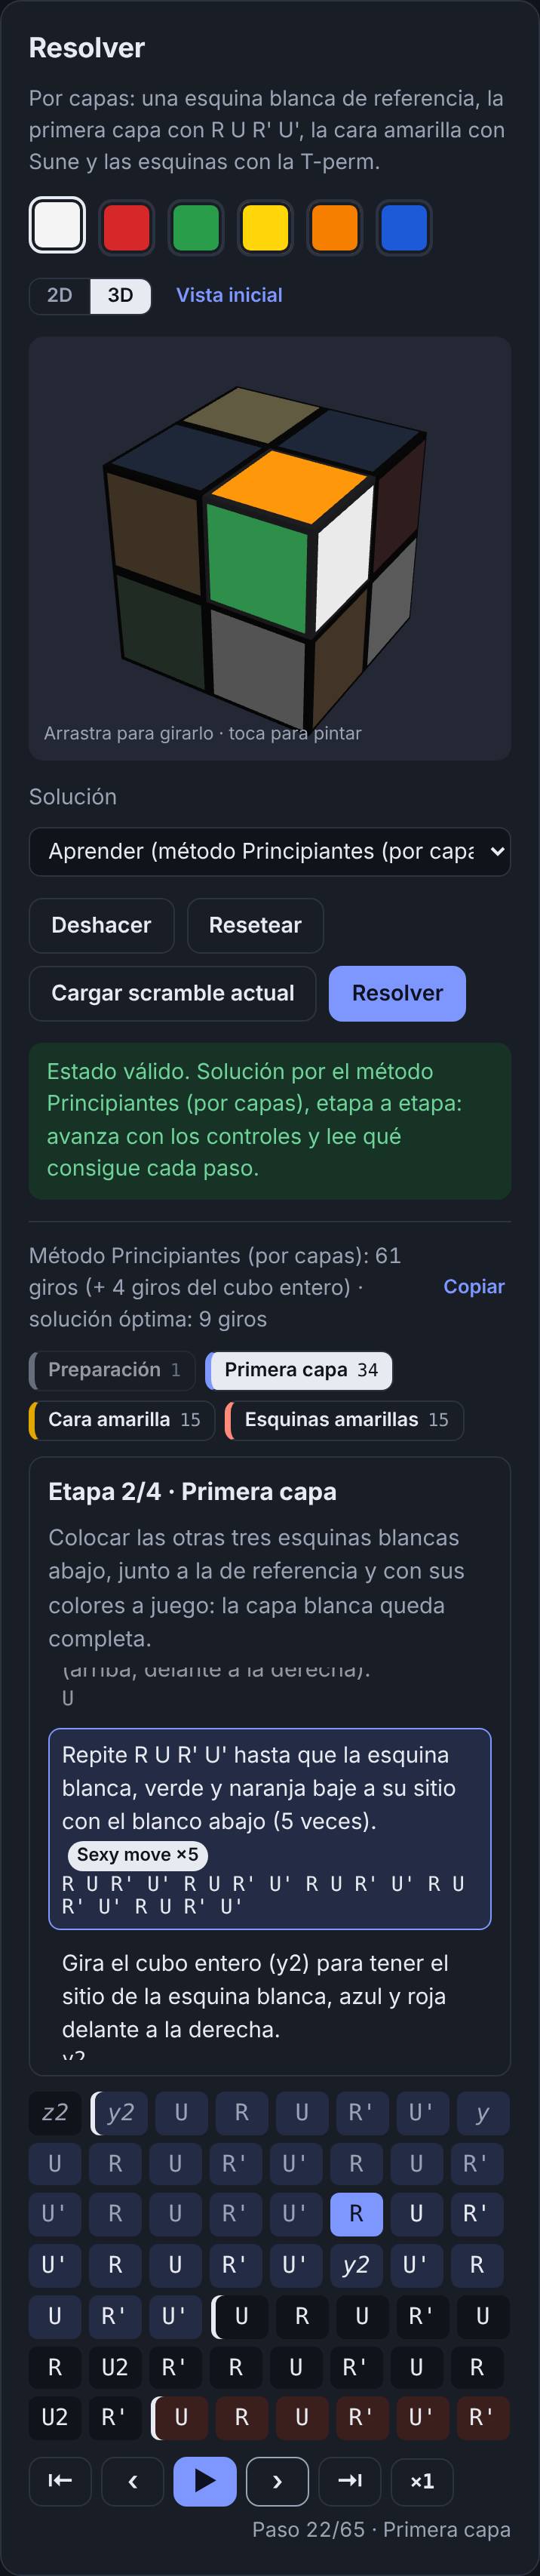 Resolver
Por capas: una esquina blanca de referencia, la
primera capa con R U R' U', la cara amarilla con
Sune y las esquinas con la T-perm.
2D 3D Vista inicial
Arrastra para girarlo · toca para pintar
Solución
Aprender (método Principiantes (por capa
Deshacer Resetear
Cargar scramble actual Resolver
Estado válido. Solución por el método
Principiantes (por capas), etapa a etapa:
avanza con los controles y lee qué
consigue cada paso.
Método Principiantes (por capas): 61
giros (+ 4 giros del cubo entero) ·
solución óptima: 9 giros
Copiar
Preparación 1 Primera capa 34
Cara amarilla 15 Esquinas amarillas 15
Etapa 2/4 · Primera capa
Colocar las otras tres esquinas blancas
abajo, junto a la de referencia y con sus
colores a juego: la capa blanca queda
completa.
(arriba, delante a la derecha).
U
Repite R U R' U' hasta que la esquina
blanca, verde y naranja baje a su sitio
con el blanco abajo (5 veces).
Sexy move ×5
R U R' U' R U R' U' R U R' U' R U
R' U' R U R' U'
Gira el cubo entero (y2) para tener el
sitio de la esquina blanca, azul y roja
delante a la derecha.
y2
z2 y2 U R U R' U' y
U R U R' U' R U R'
U' R U R' U' R U R'
U' R U R' U' y2 U' R
U R' U' U R U R' U
R U2 R' R U R' U R
U2 R' U R U R' U' R'
⇤ ‹ ▶ › ⇥ ×1
Paso 22/65 · Primera capa